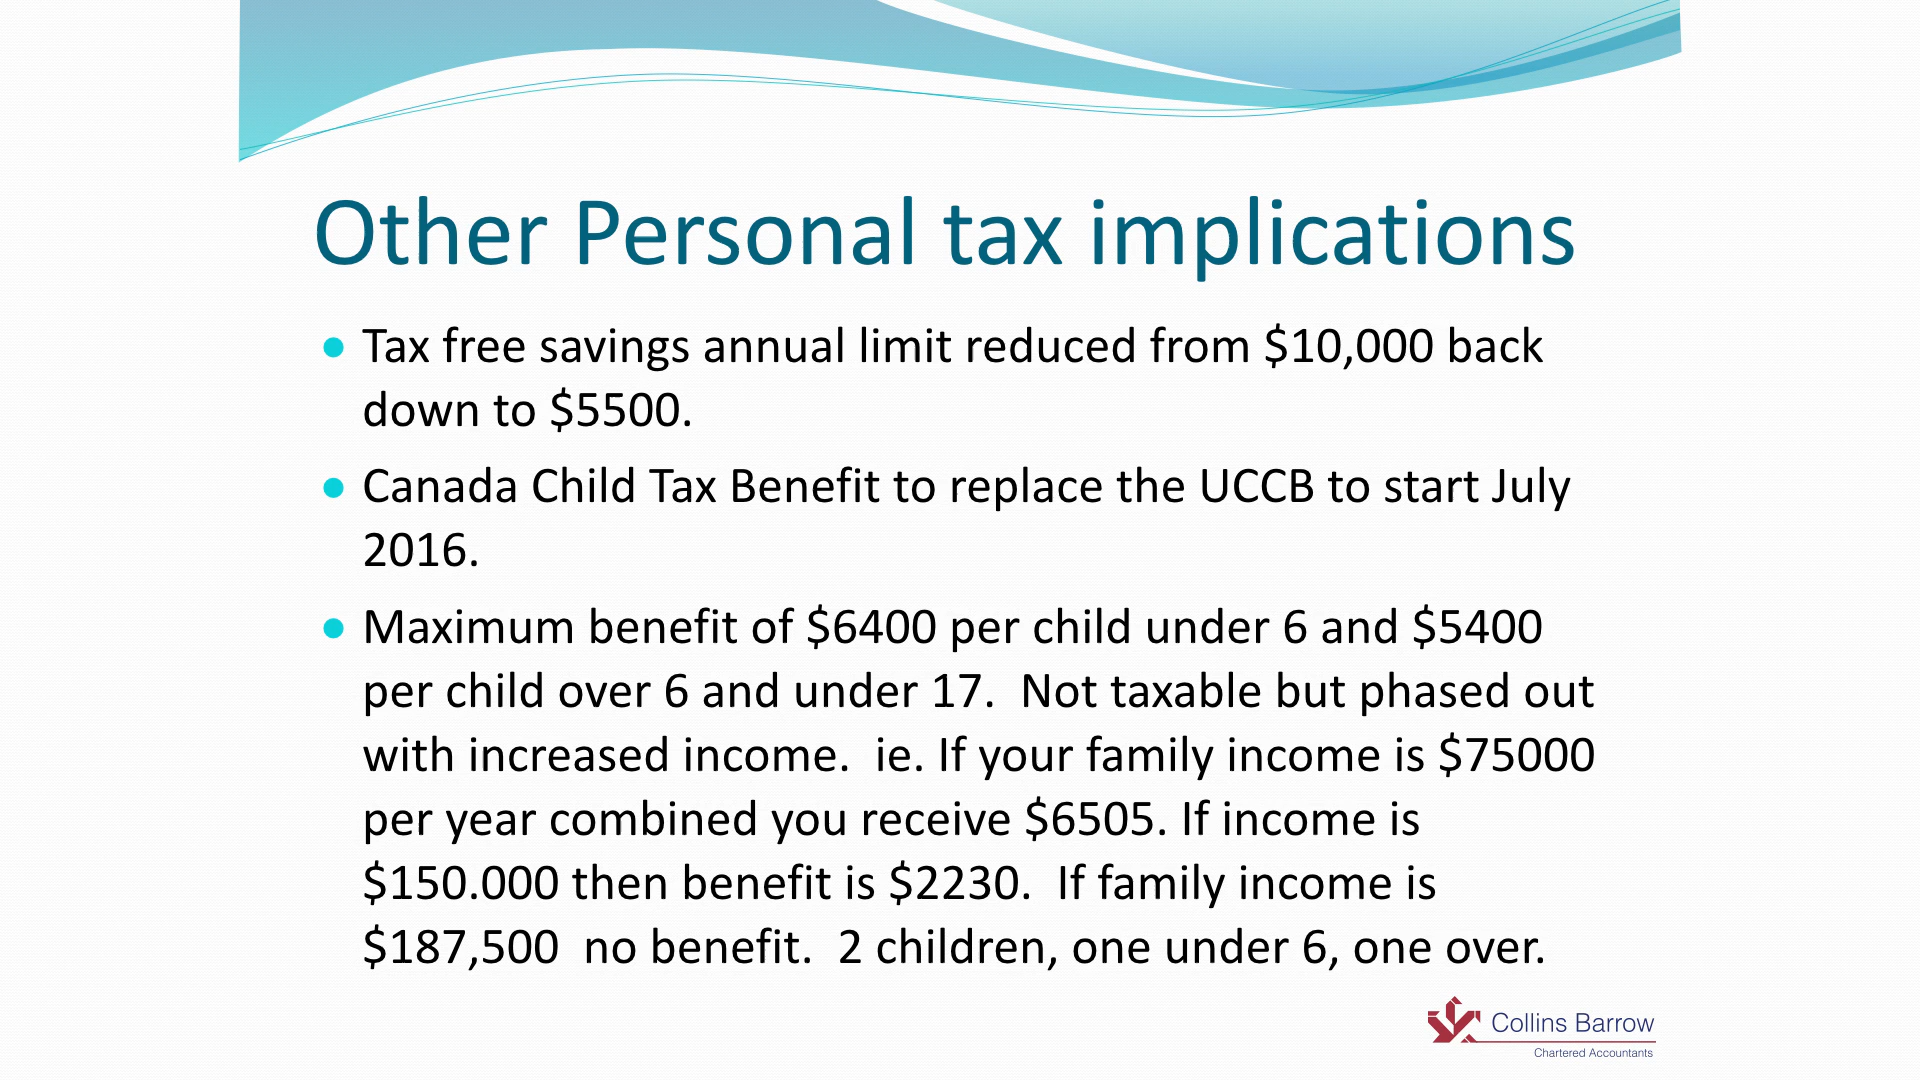 Other Personal tax implications
• Tax free savings annual limit reduced from $10,000 back
down to $5500.
• Canada Child Tax Benefit to replace the UCCB to start July
2016.
• Maximum benefit of $6400 per child under 6 and $5400
per child over 6 and under 17.  Not taxable but phased out
with increased income.  ie. If your family income is $75000
per year combined you receive $6505. If income is
$150.000 then benefit is $2230.  If family income is
$187,500  no benefit.  2 children, one under 6, one over.
Collins Barrow
Chartered Accountants